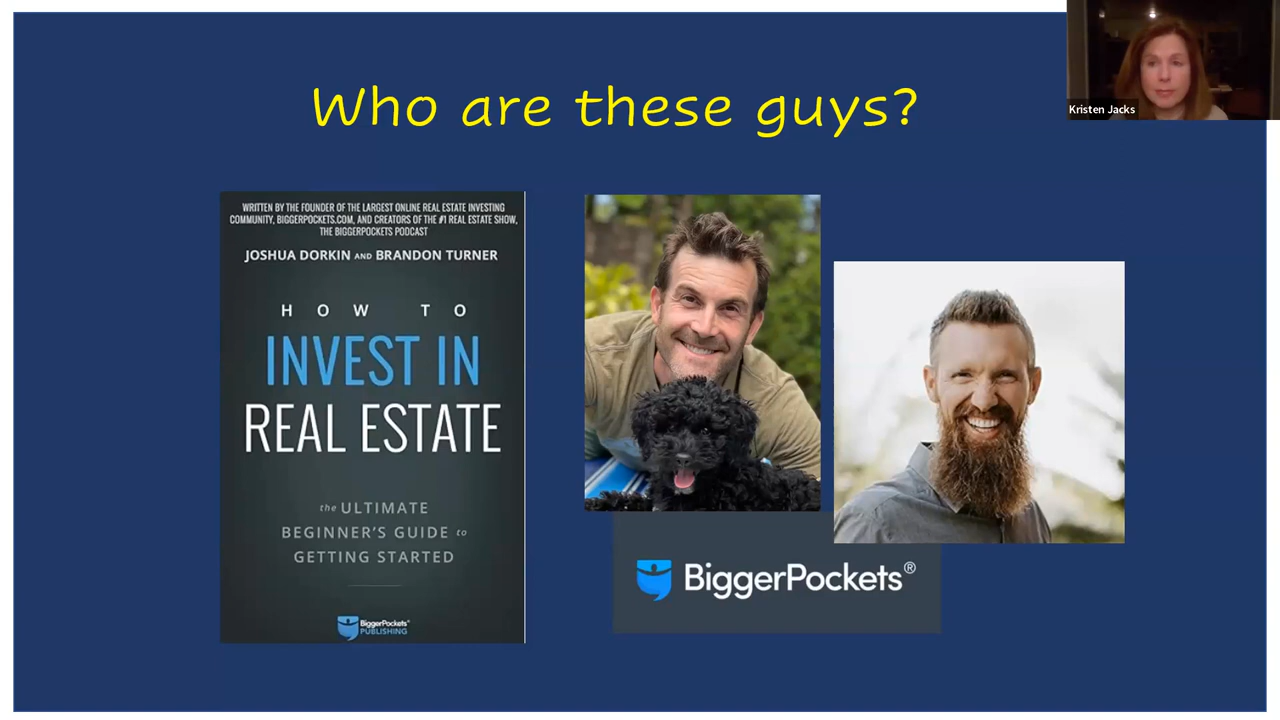 Who are these guys?
Kristen Jacks
WRITTEN BY THE FOUNDER OF THE LARGEST ONLINE REAL ESTATE INVESTING
COMMUNITY, BIGGERPOCKETS.COM, AND CREATORS OF THE #1 REAL ESTATE SHOW,
THE BIGGERPOCKETS PODCAST
JOSHUA DORKIN AND BRANDON TURNER
HOW TO
INVEST IN
REAL ESTATE
the ULTIMATE
BEGINNER'S GUIDE to
GETTING STARTED
BiggerPockets®
PUBLISHING
BiggerPockets®